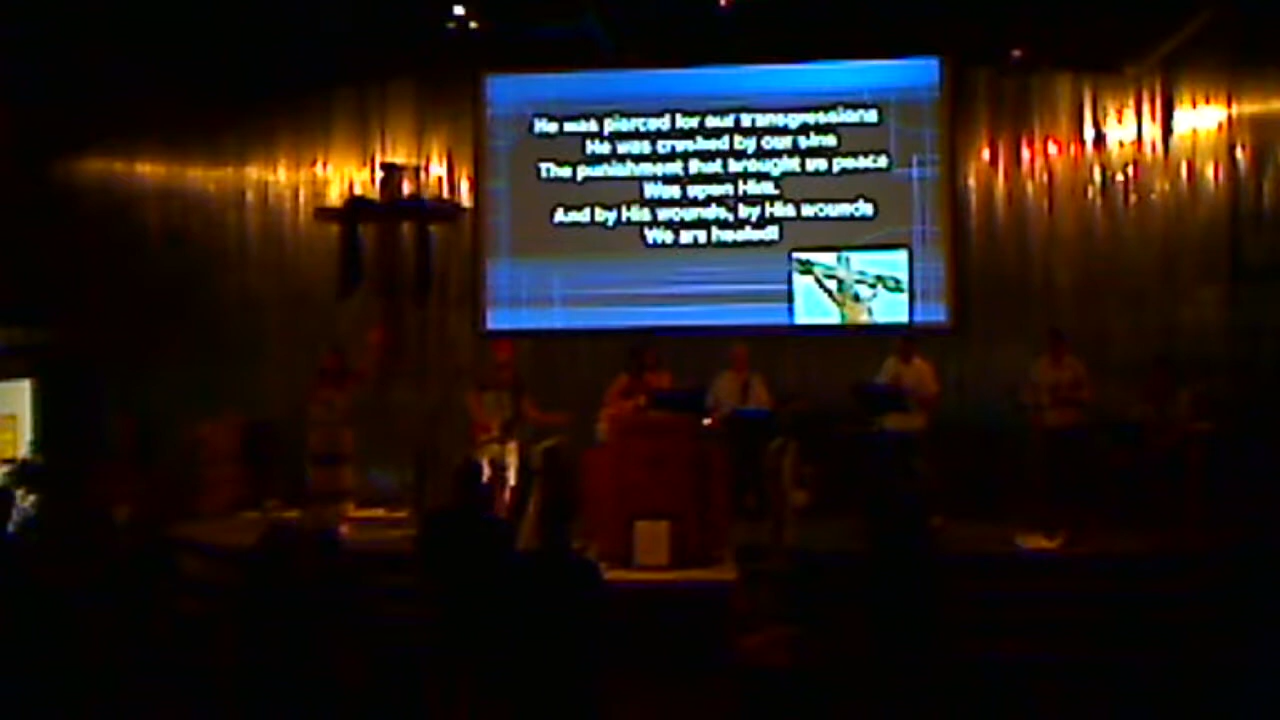 He was pierced for our transgressions
He was crushed by our sins
The punishment that brought us peace
Was upon Him.
And by His wounds, by His wounds
We are healed!